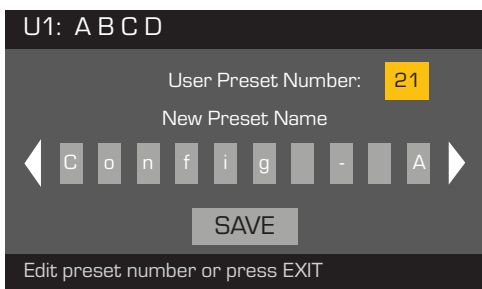 U1: A B C D
User Preset Number: 21
New Preset Name
C o n f i g - A
SAVE
Edit preset number or press EXIT